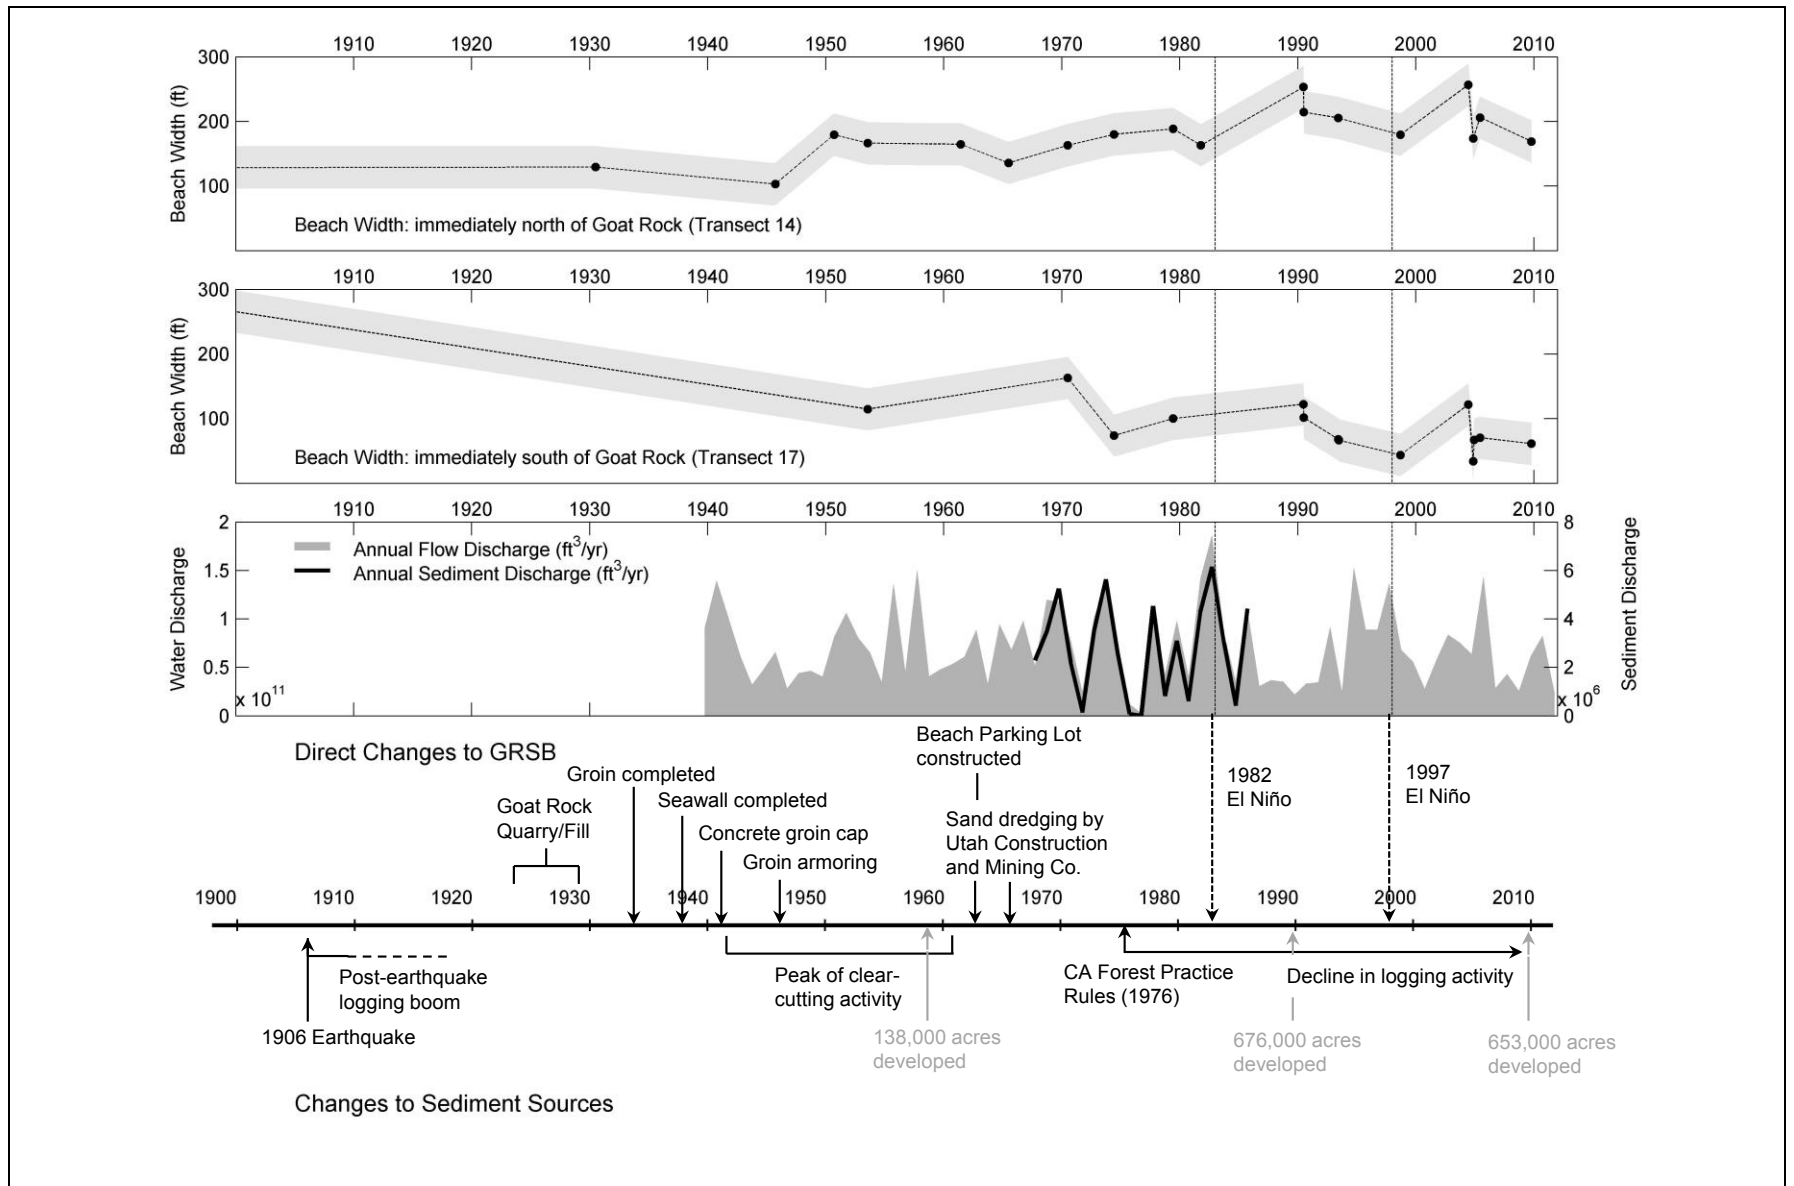 1910 1920 1930 1940 1950 1960 1970 1980 1990 2000 2010
300
200
100
Beach Width (ft)
Beach Width: immediately north of Goat Rock (Transect 14)
1910 1920 1930 1940 1950 1960 1970 1980 1990 2000 2010
300
200
100
Beach Width (ft)
Beach Width: immediately south of Goat Rock (Transect 17)
1910 1920 1930 1940 1950 1960 1970 1980 1990 2000 2010
2
1.5
1
0.5
0
x 10^11
Water Discharge
Annual Flow Discharge (ft^3/yr)
Annual Sediment Discharge (ft^3/yr)
8
6
4
2
0
x 10^6
Sediment Discharge
Direct Changes to GRSB
Goat Rock
Quarry/Fill
Groin completed
Seawall completed
Concrete groin cap
Groin armoring
Beach Parking Lot
constructed
Sand dredging by
Utah Construction
and Mining Co.
1982
El Niño
1997
El Niño
1900 1910 1920 1930 1940 1950 1960 1970 1980 1990 2000 2010
Post-earthquake
logging boom
1906 Earthquake
Peak of clear-
cutting activity
138,000 acres
developed
CA Forest Practice
Rules (1976)
Decline in logging activity
676,000 acres
developed
653,000 acres
developed
Changes to Sediment Sources